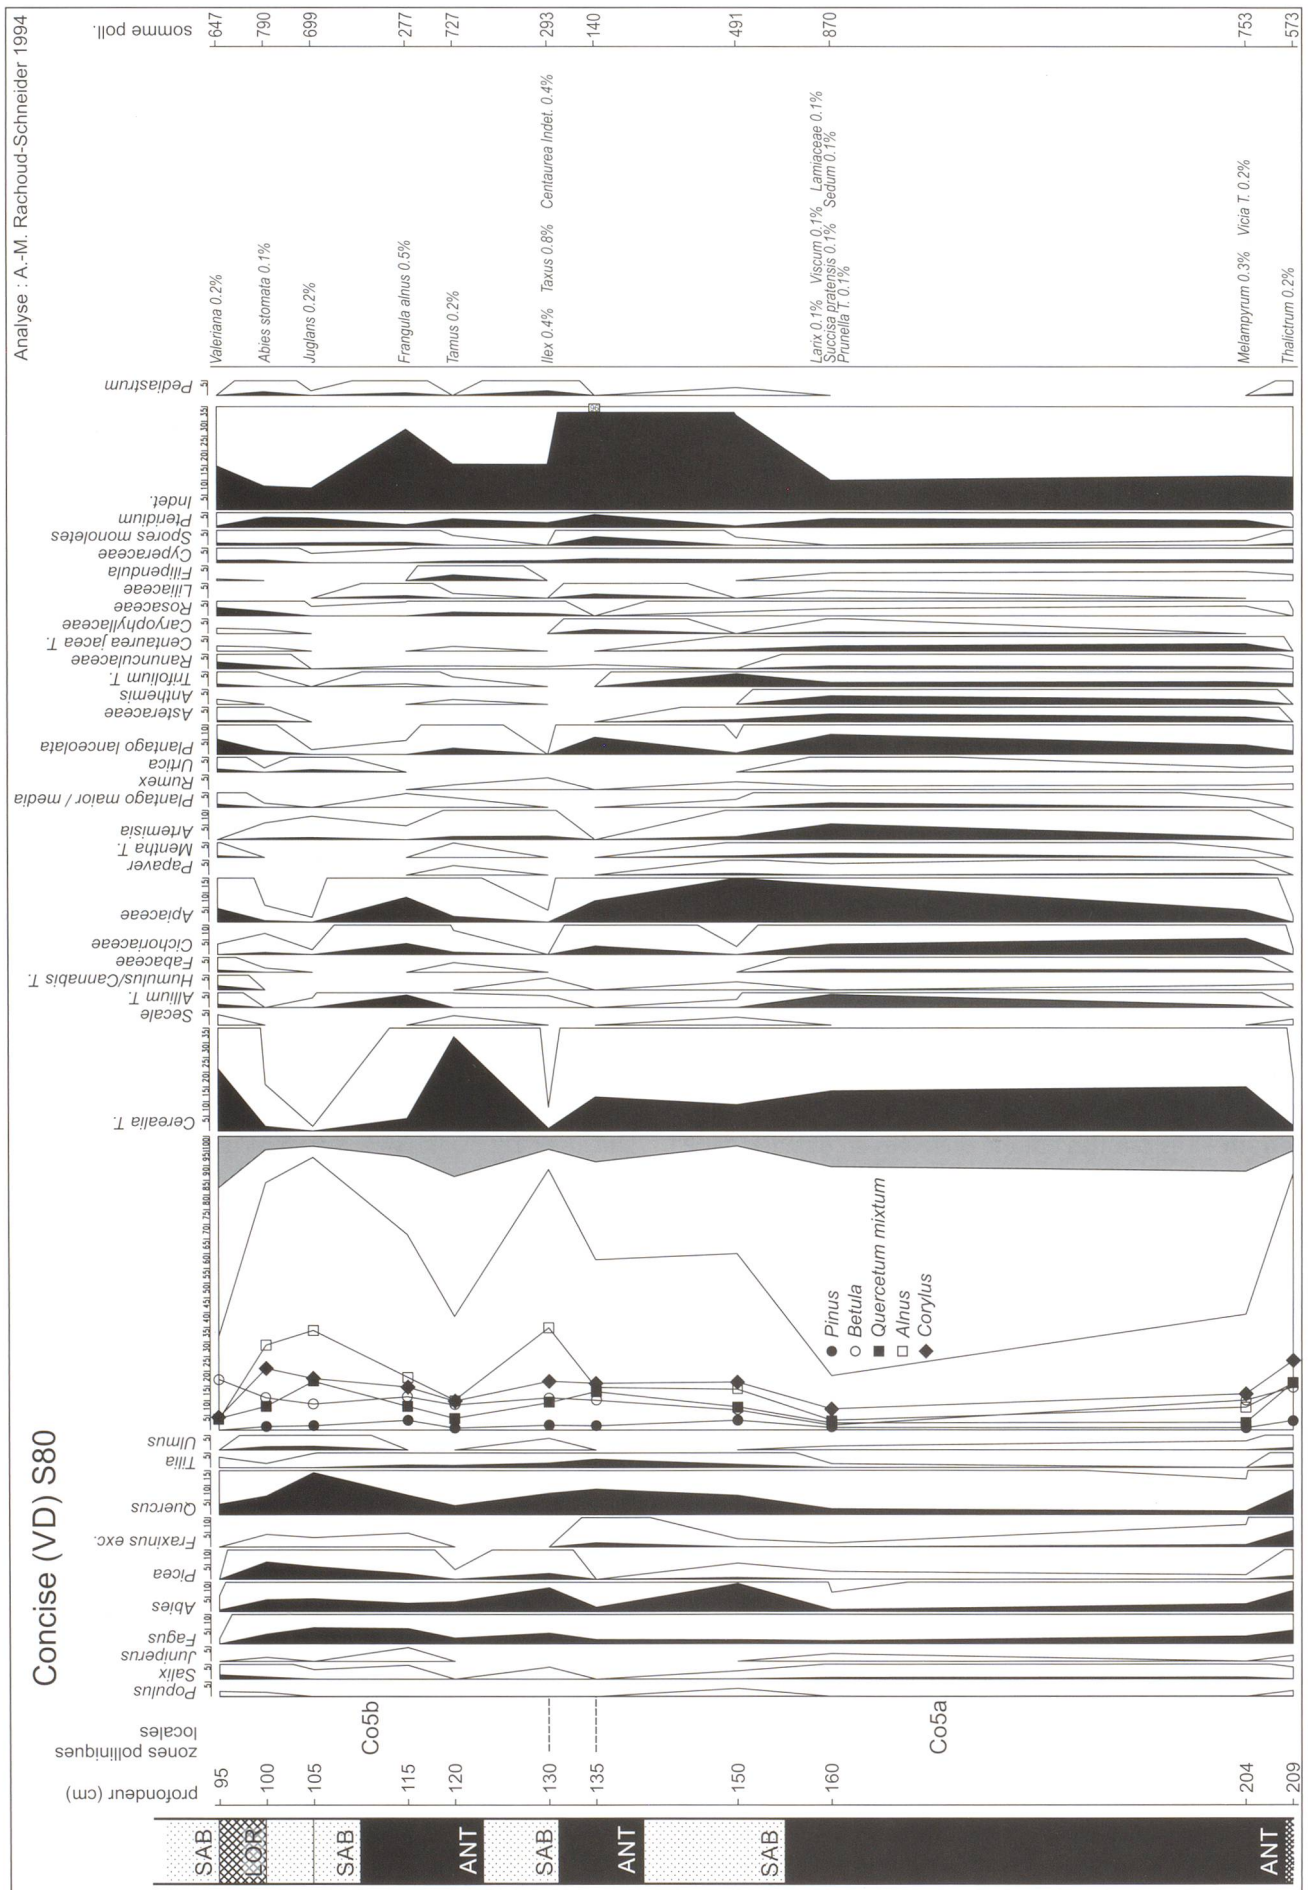 Concise (VD) S80
Analyse : A.-M. Rachoud-Schneider 1994
profondeur (cm)
zones polliniques
locales
Populus
Salix
Juniperus
Fagus
Abies
Picea
Fraxinus exc.
Quercus
Tilia
Ulmus
Cerealia T.
Secale
Allium T.
Humulus/Cannabis T.
Fabaceae
Cichoriaceae
Apiaceae
Papaver
Mentha T.
Artemisia
Plantago maior / media
Rumex
Urtica
Plantago lanceolata
Asteraceae
Anthemis
Trifolium T.
Ranunculaceae
Centaurea jacea T.
Caryophyllaceae
Rosaceae
Liliaceae
Filipendula
Cyperaceae
Spores monoletes
Pteridium
Indet.
Pediastrum
somme poll.
SAB
LOR
SAB
ANT
SAB
ANT
SAB
ANT
95
100
105
115
120
130
135
150
160
204
209
Co5b
Co5a
Pinus
Betula
Quercetum mixtum
Alnus
Corylus
Valeriana 0.2%
Abies stomata 0.1%
Juglans 0.2%
Frangula alnus 0.5%
Tamus 0.2%
Ilex 0.4% Taxus 0.8% Centaurea Indet. 0.4%
Larix 0.1% Viscum 0.1% Lamiaceae 0.1%
Succisa pratensis 0.1% Sedum 0.1%
Prunella T. 0.1%
Melampyrum 0.3% Vicia T. 0.2%
Thalictrum 0.2%
647
790
699
277
727
293
140
491
870
753
573